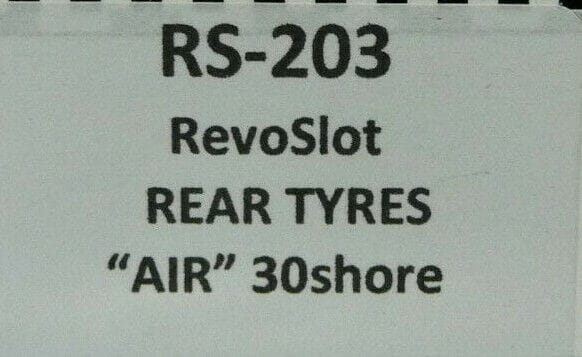 RS-203
RevoSlot
REAR TYRES
“AIR” 30shore